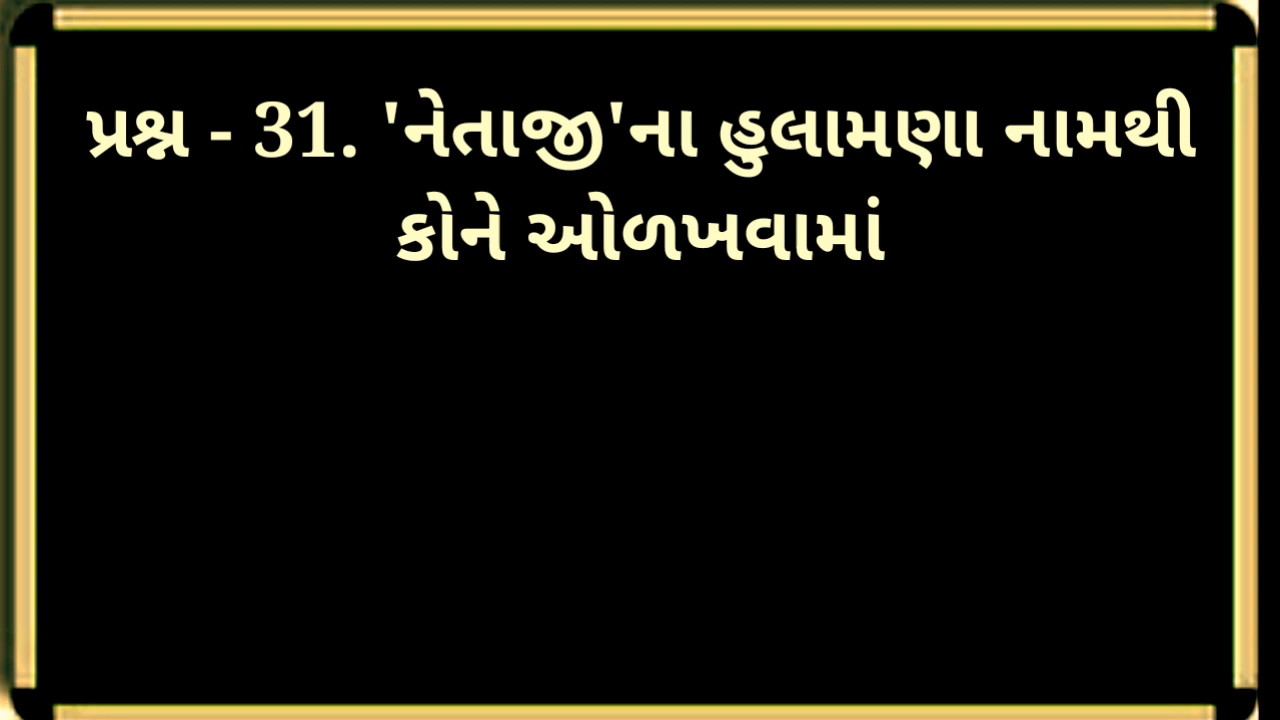 પ્રશ્ન - 31. 'નેતાજી'ના હુલામણા નામથી
કોને ઓળખવામાં